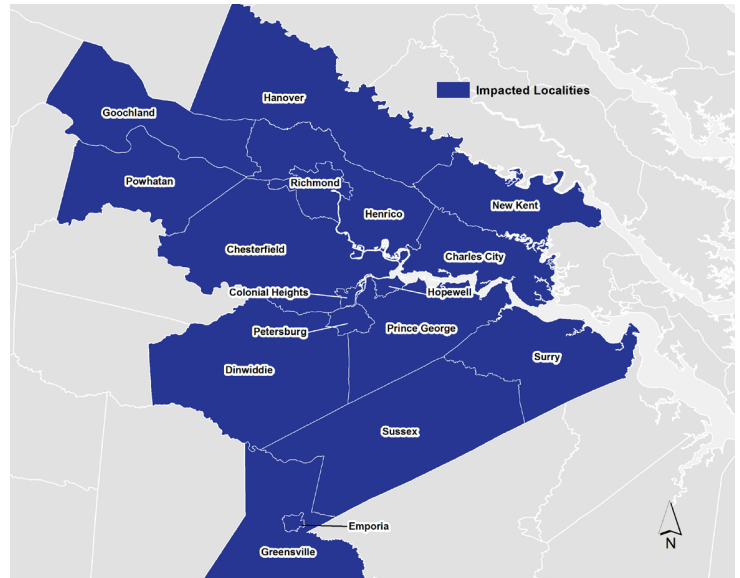 Hanover
Impacted Localities
Goochland
Powhatan
Richmond
New Kent
Henrico
Chesterfield
Charles City
Colonial Heights
Hopewell
Petersburg
Prince George
Surry
Dinwiddie
Sussex
Emporia
N
Greensville